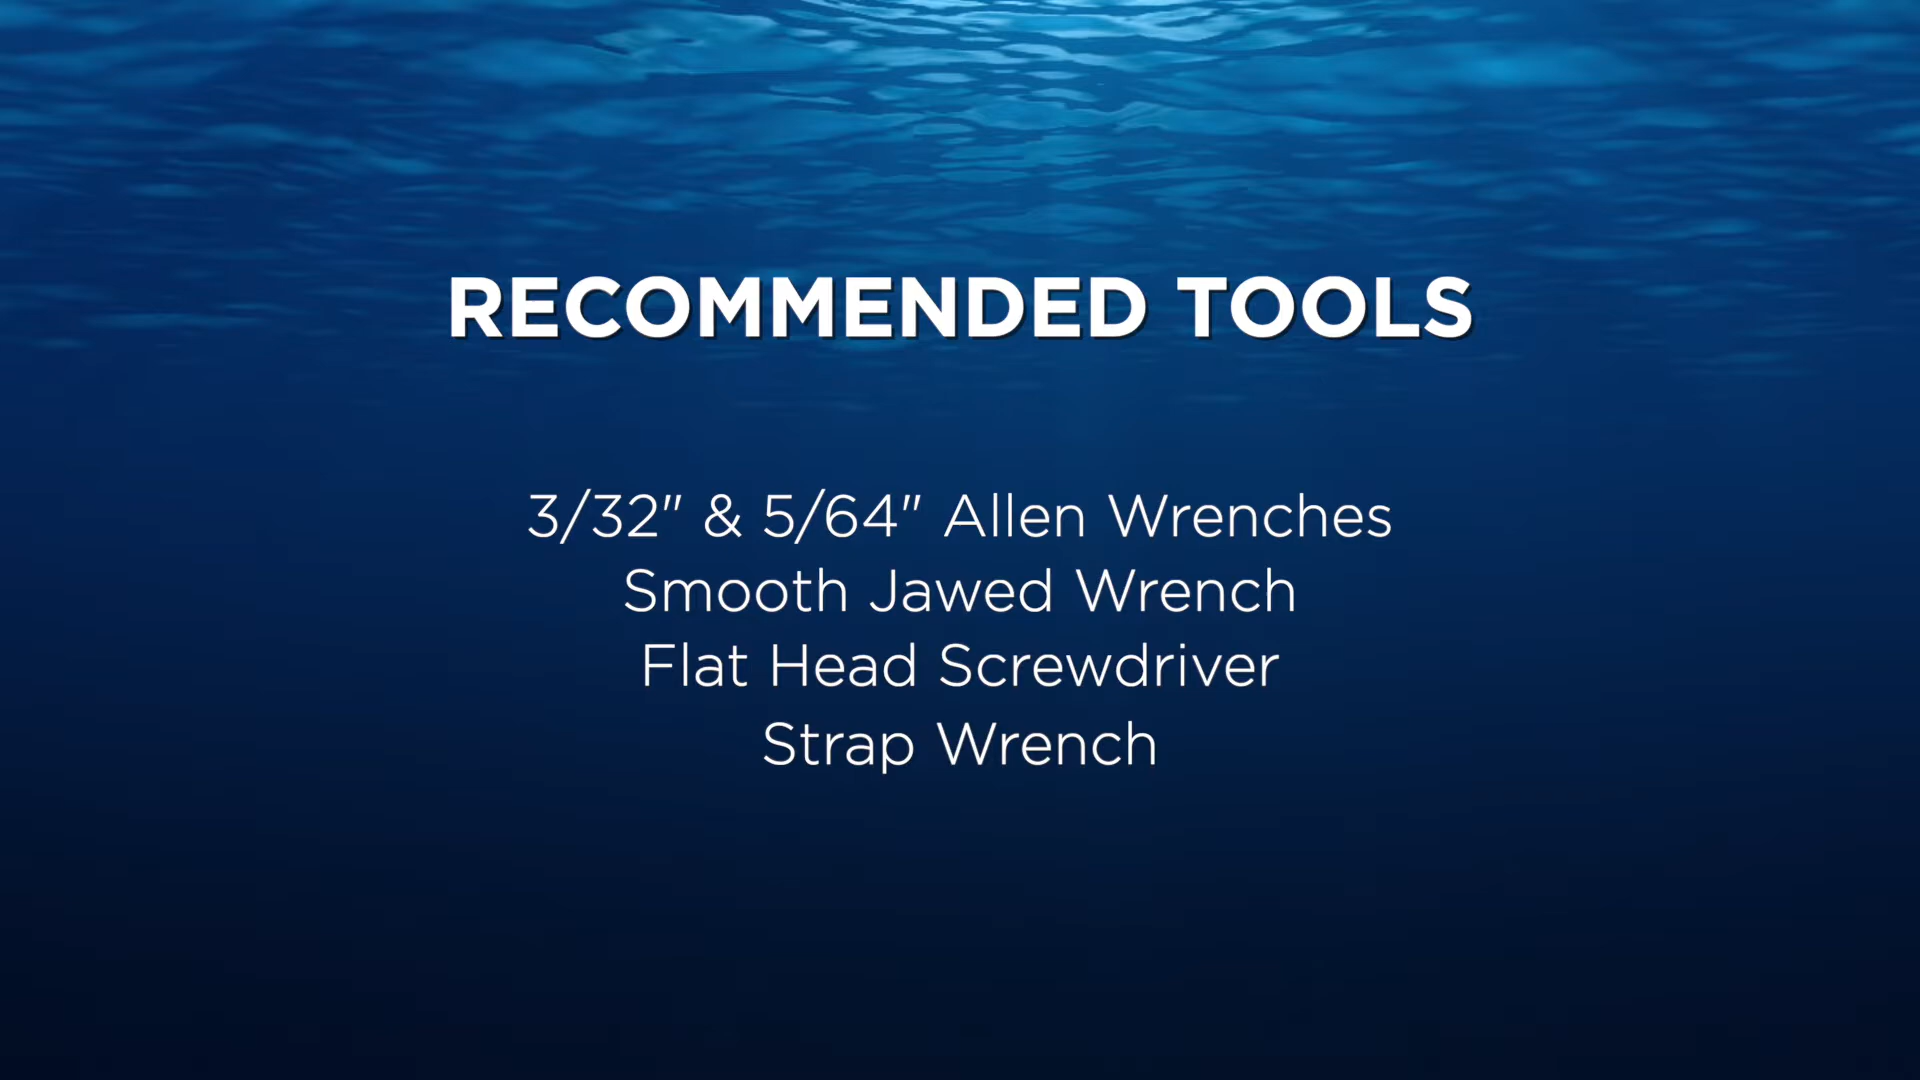 RECOMMENDED TOOLS
3/32" & 5/64" Allen Wrenches
Smooth Jawed Wrench
Flat Head Screwdriver
Strap Wrench